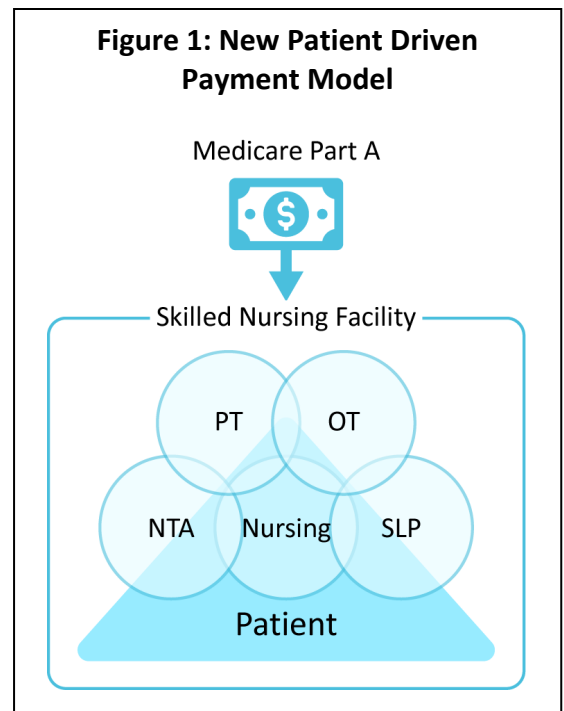 Figure 1: New Patient Driven
Payment Model
Medicare Part A
$
Skilled Nursing Facility
PT OT
NTA Nursing SLP
Patient